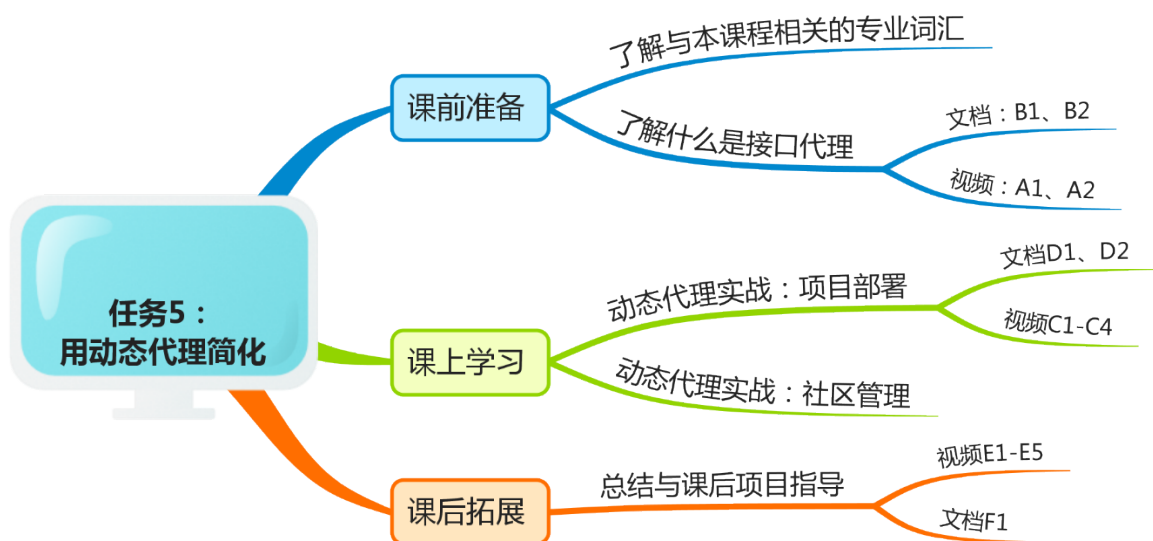 任务5：
用动态代理简化
课前准备
了解与本课程相关的专业词汇
了解什么是接口代理
文档：B1、B2
视频：A1、A2
课上学习
动态代理实战：项目部署
文档D1、D2
视频C1-C4
动态代理实战：社区管理
课后拓展
总结与课后项目指导
视频E1-E5
文档F1